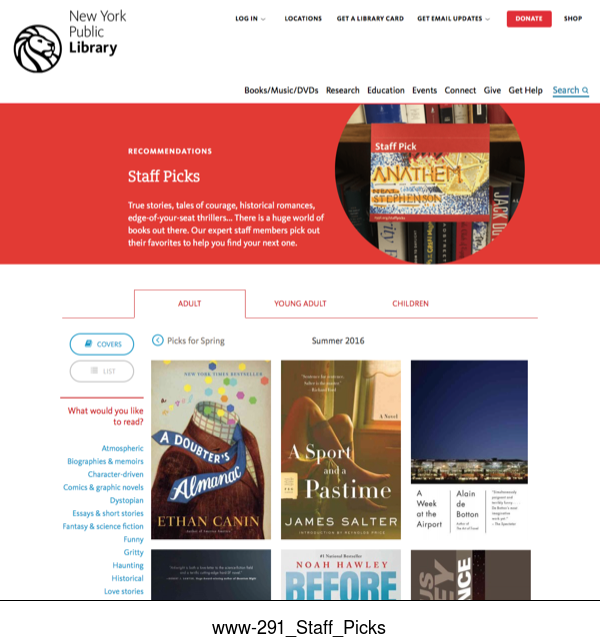 New York
Public
Library
LOG IN
LOCATIONS
GET A LIBRARY CARD
GET EMAIL UPDATES
DONATE
SHOP
Books/Music/DVDs
Research
Education
Events
Connect
Give
Get Help
Search
RECOMMENDATIONS
Staff Picks
True stories, tales of courage, historical romances,
edge-of-your-seat thrillers... There is a huge world of
books out there. Our expert staff members pick out
their favorites to help you find your next one.
Staff Pick
ANATHEM
STEPHENSON
JACK DU
ADULT
YOUNG ADULT
CHILDREN
COVERS
LIST
Picks for Spring
Summer 2016
What would you like
to read?
Atmospheric
Biographies & memoirs
Character-driven
Comics & graphic novels
Dystopian
Essays & short stories
Fantasy & science fiction
Funny
Gritty
Haunting
Historical
Love stories
NEW YORK TIMES BESTSELLER
A DOUBTER'S
Almanac
ETHAN CANIN
A Novel
A Sport
and a
Pastime
JAMES SALTER
INTRODUCTION BY REYNOLDS PRICE
A
Week
at the
Airport
Alain
de
Botton
#1 National Bestseller
NOAH HAWLEY
BEFORE
www-291_Staff_Picks